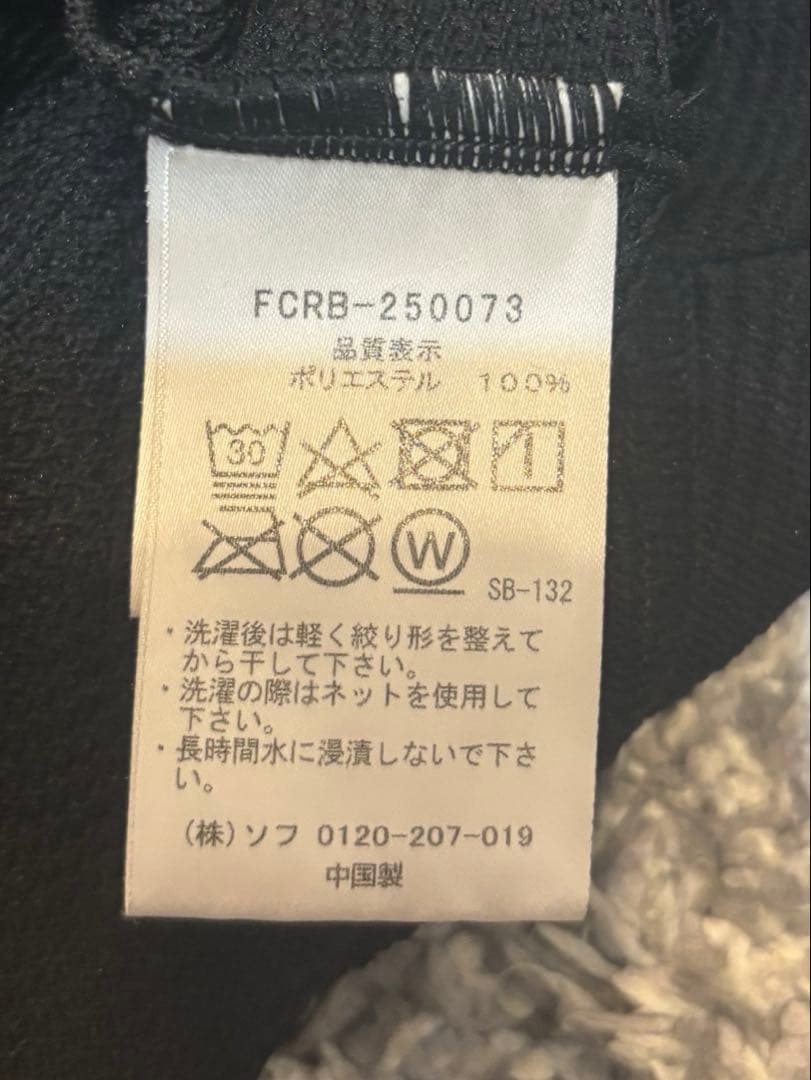 FCRB-250073
品質表示
ポリエステル 100%
30
W
SB-132
・洗濯後は軽く絞り形を整えて
から干して下さい。
・洗濯の際はネットを使用して
下さい。
・長時間水に浸漬しないで下さ
い。
(株)ソフ 0120-207-019
中国製